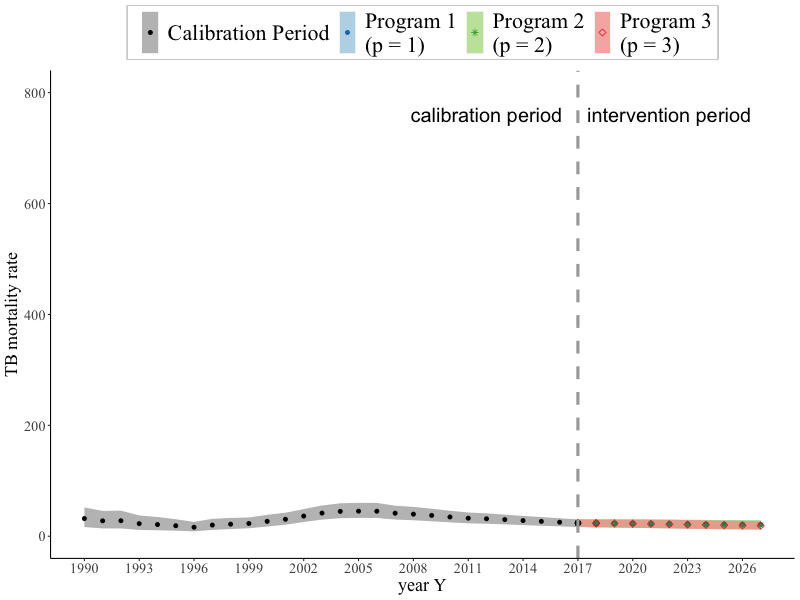 Calibration Period
Program 1
(p = 1)
Program 2
(p = 2)
Program 3
(p = 3)
calibration period
intervention period
TB mortality rate
800
600
400
200
0
1990 1993 1996 1999 2002 2005 2008 2011 2014 2017 2020 2023 2026
year Y